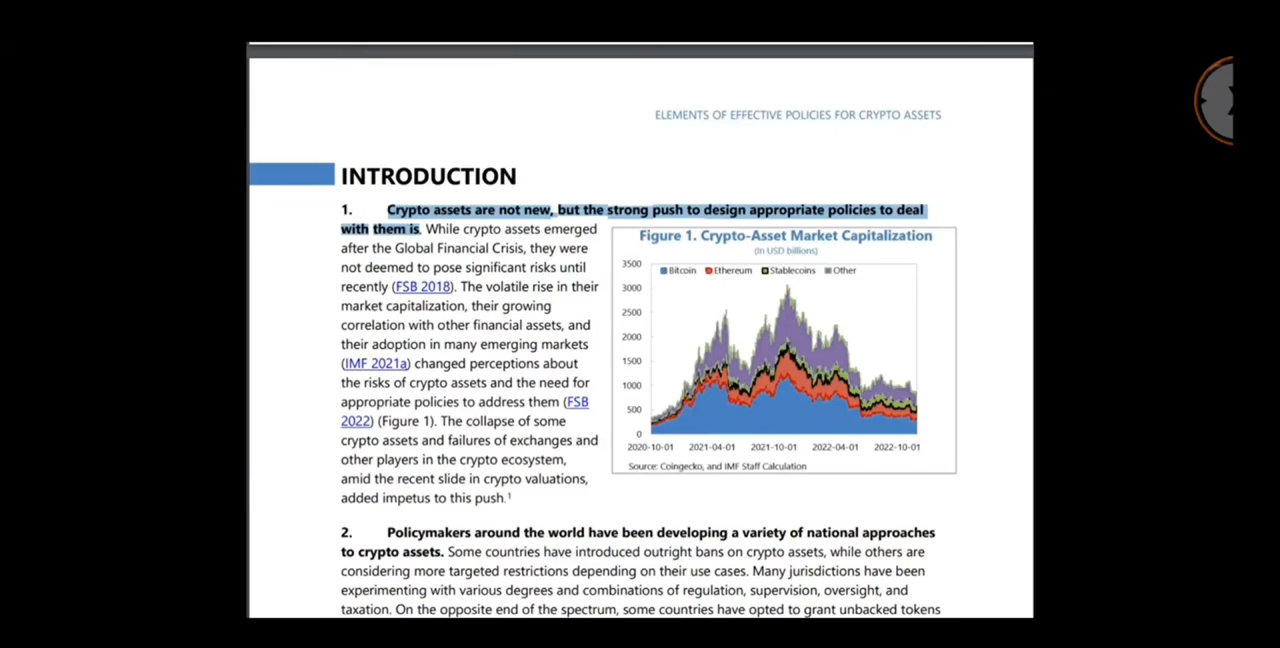 ELEMENTS OF EFFECTIVE POLICIES FOR CRYPTO ASSETS
INTRODUCTION
1. Crypto assets are not new, but the strong push to design appropriate policies to deal
with them is. While crypto assets emerged
after the Global Financial Crisis, they were
not deemed to pose significant risks until
recently (FSB 2018). The volatile rise in their
market capitalization, their growing
correlation with other financial assets, and
their adoption in many emerging markets
(IMF 2021a) changed perceptions about
the risks of crypto assets and the need for
appropriate policies to address them (FSB
2022) (Figure 1). The collapse of some
crypto assets and failures of exchanges and
other players in the crypto ecosystem,
amid the recent slide in crypto valuations,
added impetus to this push.¹
Figure 1. Crypto-Asset Market Capitalization
(In USD billions)
Bitcoin Ethereum Stablecoins Other
3500
3000
2500
2000
1500
1000
500
0
2020-10-01 2021-04-01 2021-10-01 2022-04-01 2022-10-01
Source: Coingecko, and IMF Staff Calculation
2. Policymakers around the world have been developing a variety of national approaches
to crypto assets. Some countries have introduced outright bans on crypto assets, while others are
considering more targeted restrictions depending on their use cases. Many jurisdictions have been
experimenting with various degrees and combinations of regulation, supervision, oversight, and
taxation. On the opposite end of the spectrum, some countries have opted to grant unbacked tokens